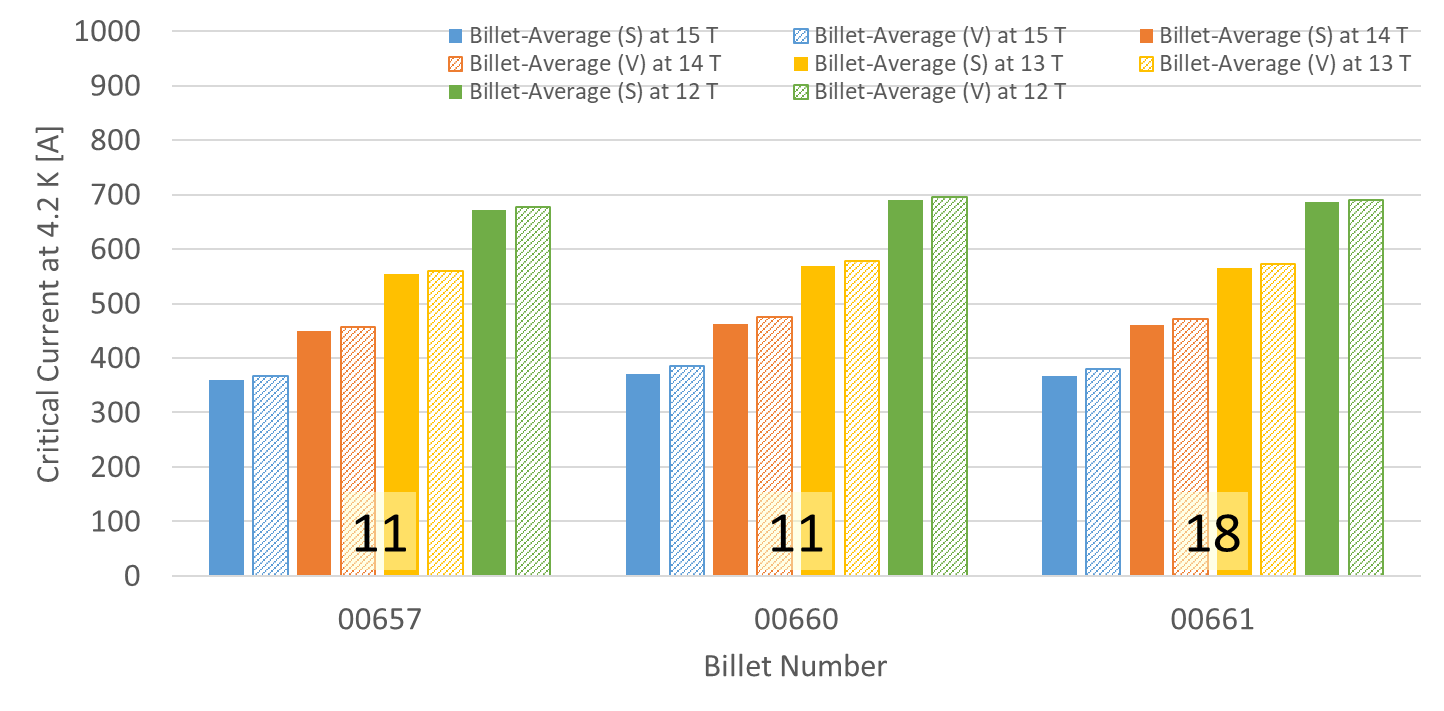 1000
900
800
700
600
500
400
300
200
100
0
Critical Current at 4.2 K [A]
Billet-Average (S) at 15 T Billet-Average (V) at 15 T Billet-Average (S) at 14 T
Billet-Average (V) at 14 T Billet-Average (S) at 13 T Billet-Average (V) at 13 T
Billet-Average (S) at 12 T Billet-Average (V) at 12 T
11 11 18
00657 00660 00661
Billet Number